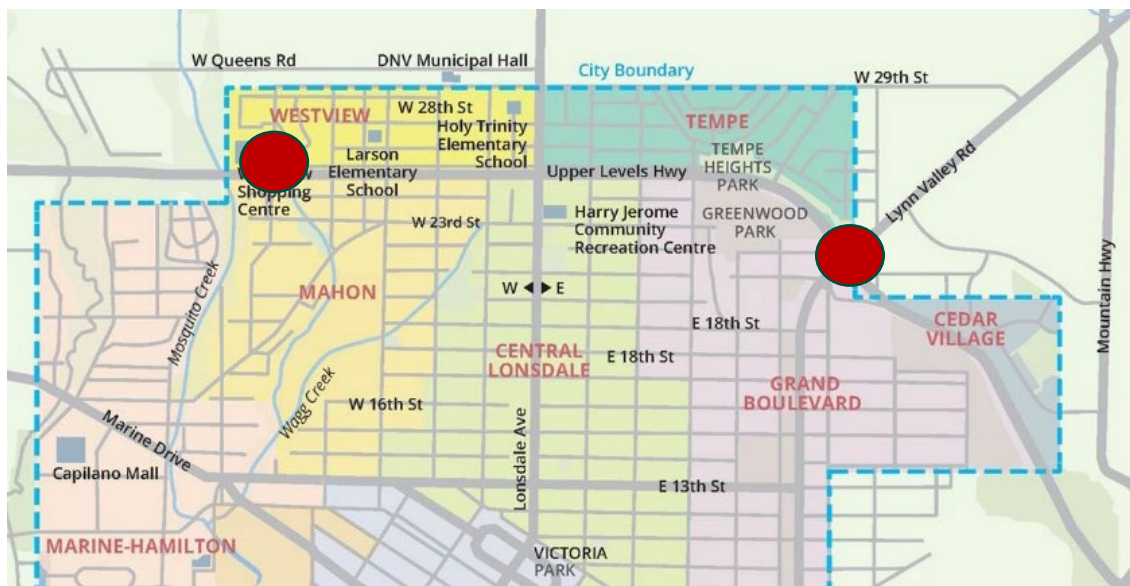 W Queens Rd
DNV Municipal Hall
City Boundary
W 29th St
WESTVIEW
W 28th St
TEMPE
Holy Trinity
Elementary
School
Larson
Elementary
School
TEMPE
HEIGHTS
PARK
Lynn Valley Rd
Shopping
Centre
Upper Levels Hwy
W 23rd St
Harry Jerome
Community
Recreation Centre
GREENWOOD
PARK
Mosquito Creek
MAHON
W E
E 18th St
CEDAR
VILLAGE
Mountain Hwy
CENTRAL
LONSDALE
E 18th St
GRAND
BOULEVARD
Wagg Creek
W 16th St
Marine Drive
Capilano Mall
Lonsdale Ave
E 13th St
MARINE-HAMILTON
VICTORIA
PARK